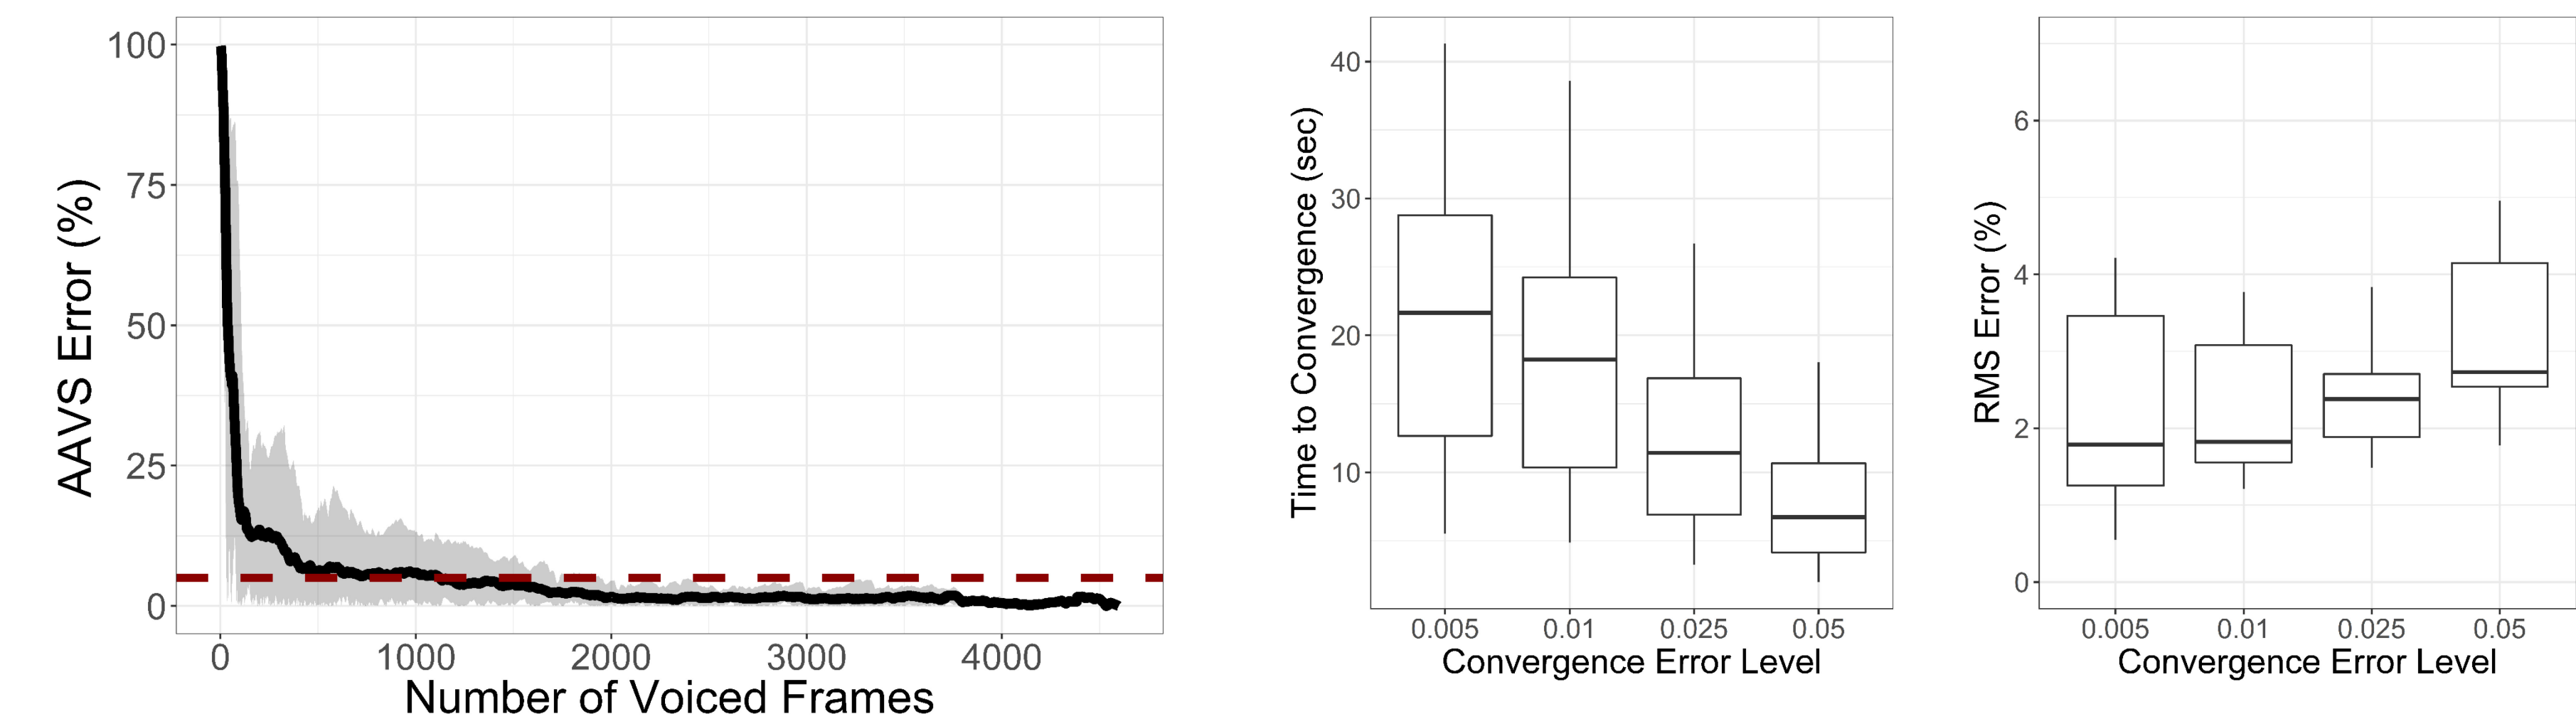 AAVS Error (%)
100
75
50
25
0
0 1000 2000 3000 4000
Number of Voiced Frames
Time to Convergence (sec)
40
30
20
10
0.005 0.01 0.025 0.05
Convergence Error Level
RMS Error (%)
6
4
2
0
0.005 0.01 0.025 0.05
Convergence Error Level